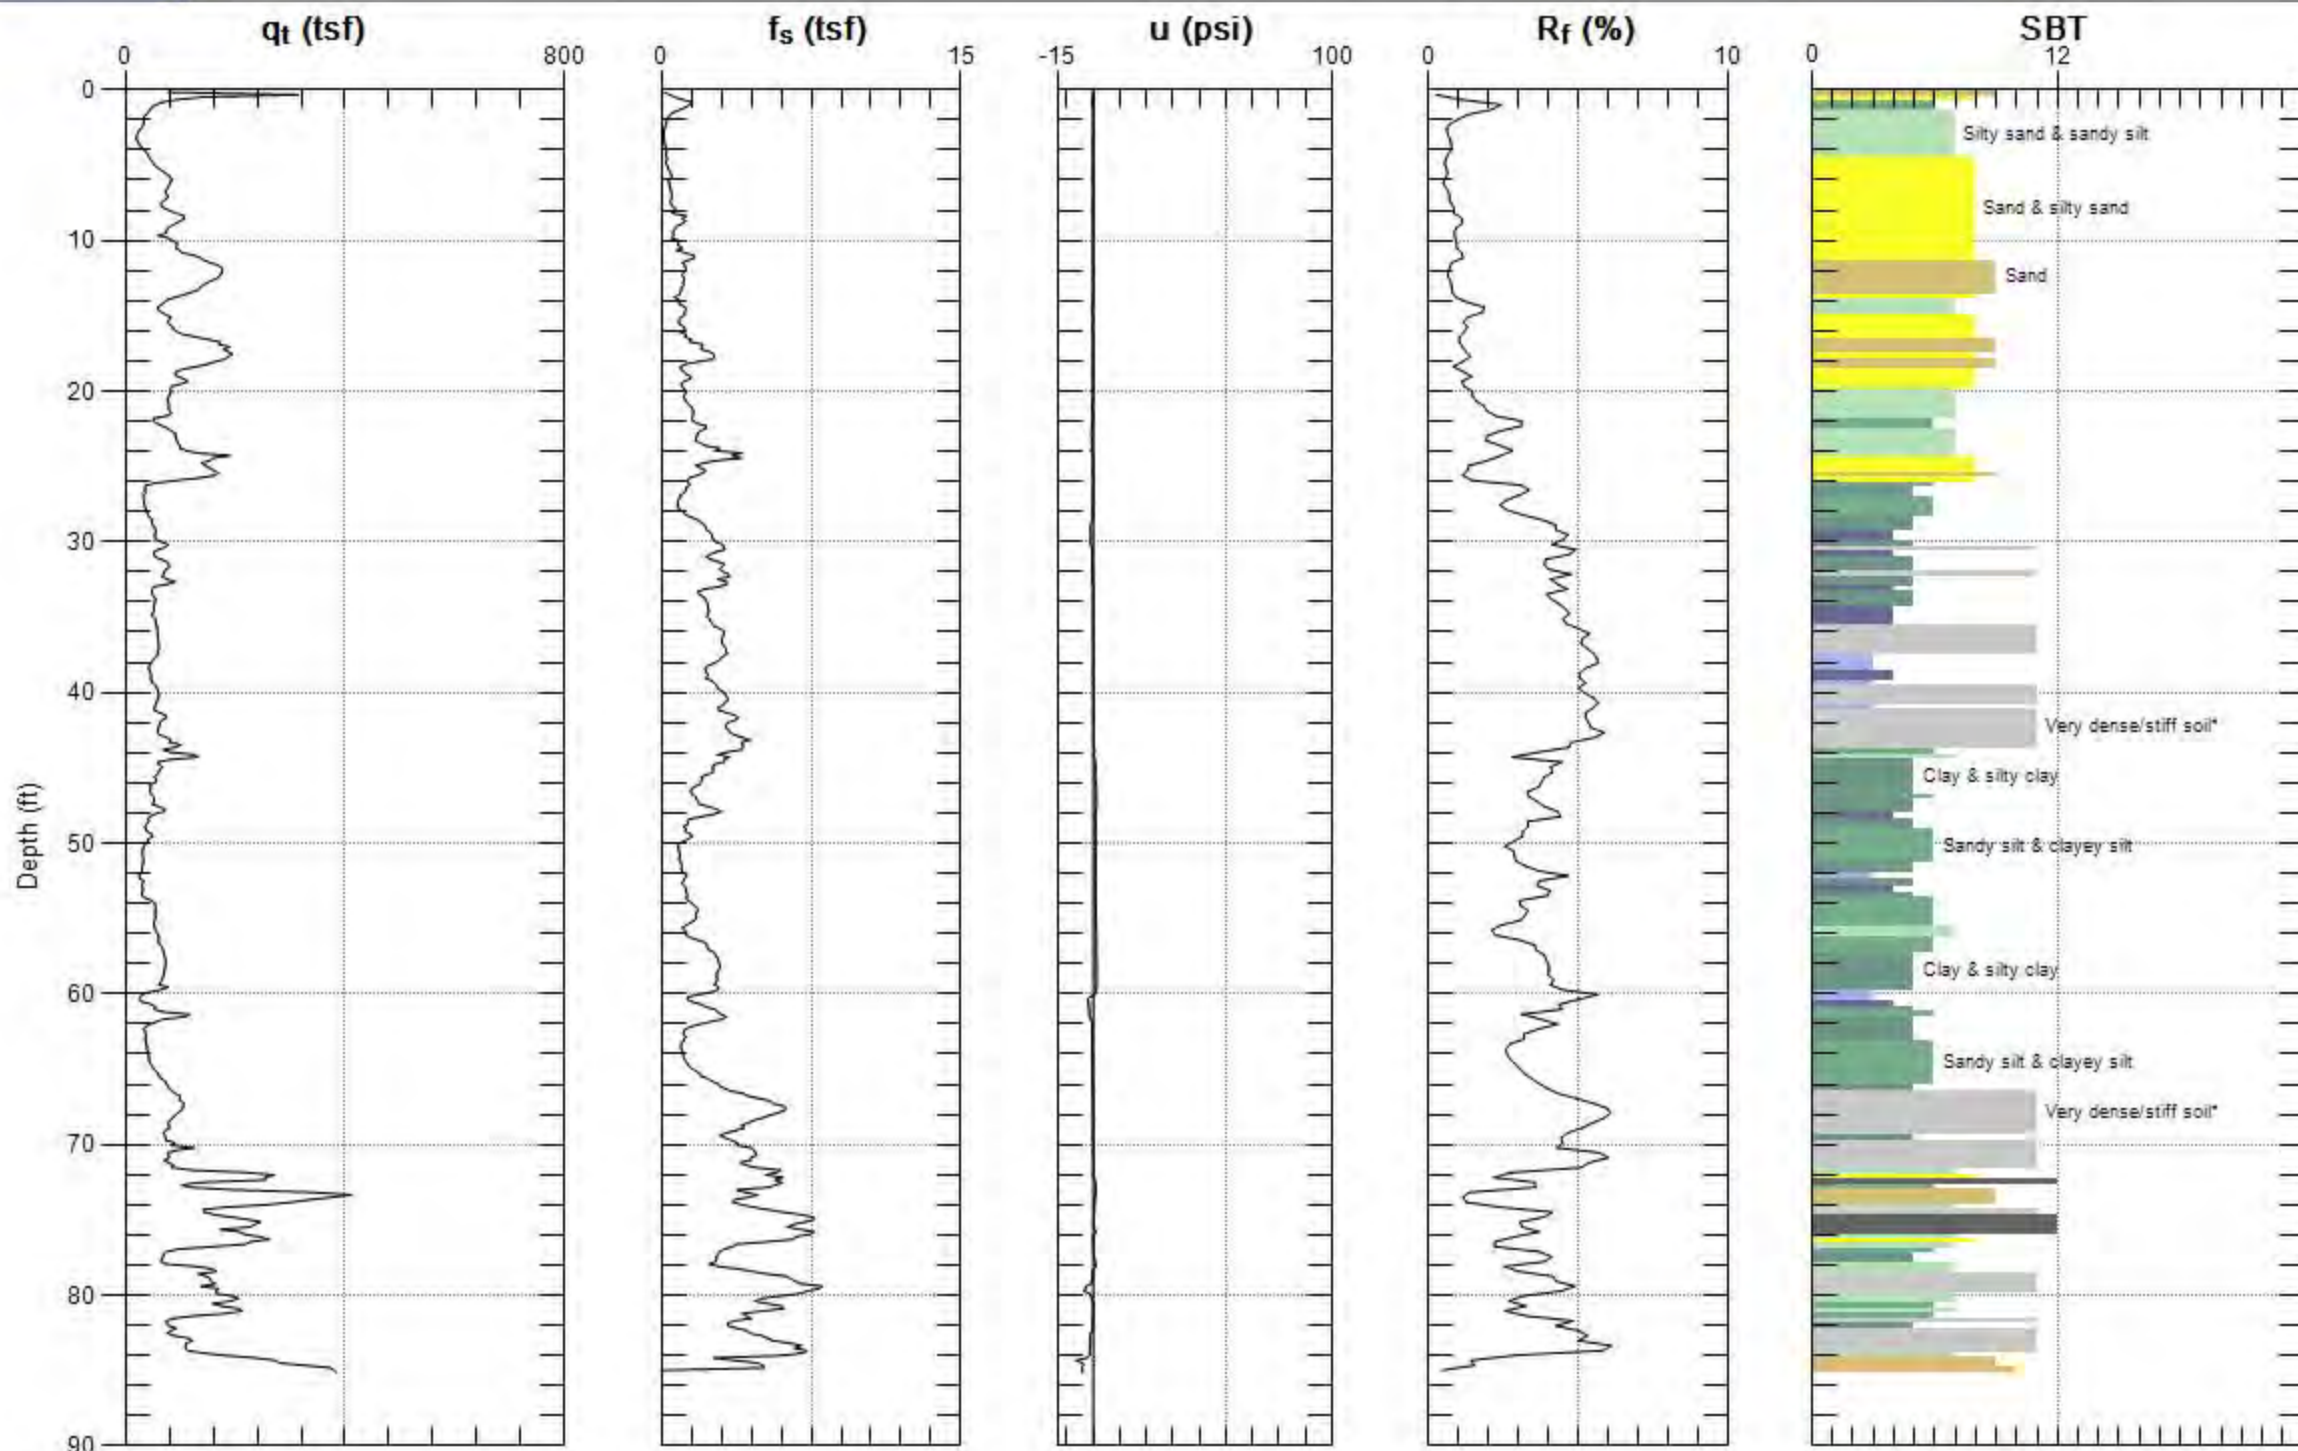 qt (tsf)
fs (tsf)
u (psi)
Rf (%)
SBT
0 800
0 15
-15 100
0 10
0 12
0
Silty sand & sandy silt
Sand & silty sand
10
Sand
20
30
40
Very dense/stiff soil*
Clay & silty clay
Depth (ft)
50
Sandy silt & clayey silt
Clay & silty clay
60
Sandy silt & clayey silt
Very dense/stiff soil*
70
80
90